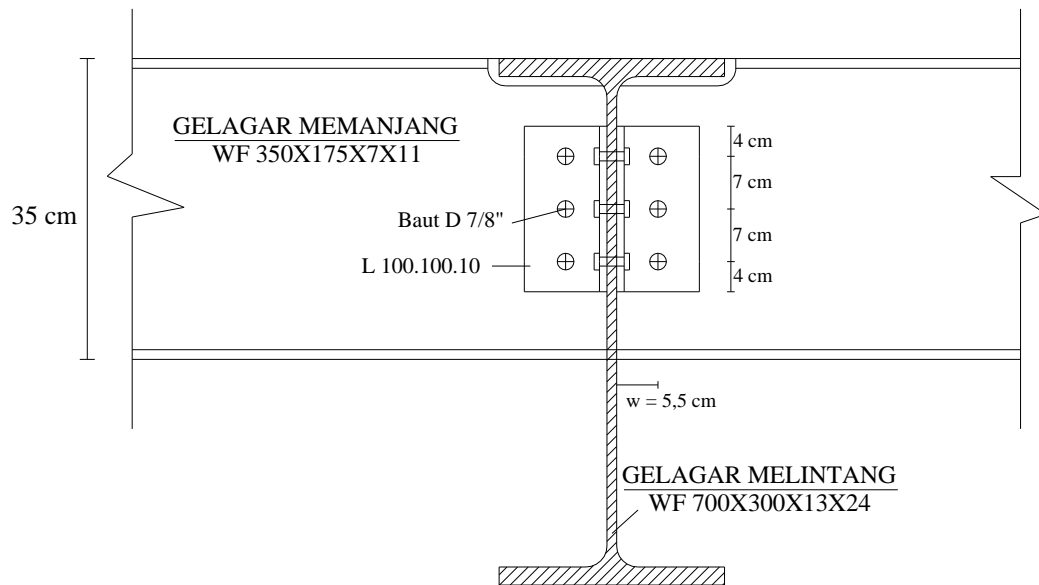 GELAGAR MEMANJANG
WF 350X175X7X11
4 cm
7 cm
35 cm
Baut D 7/8"
7 cm
L 100.100.10
4 cm
w = 5,5 cm
GELAGAR MELINTANG
WF 700X300X13X24